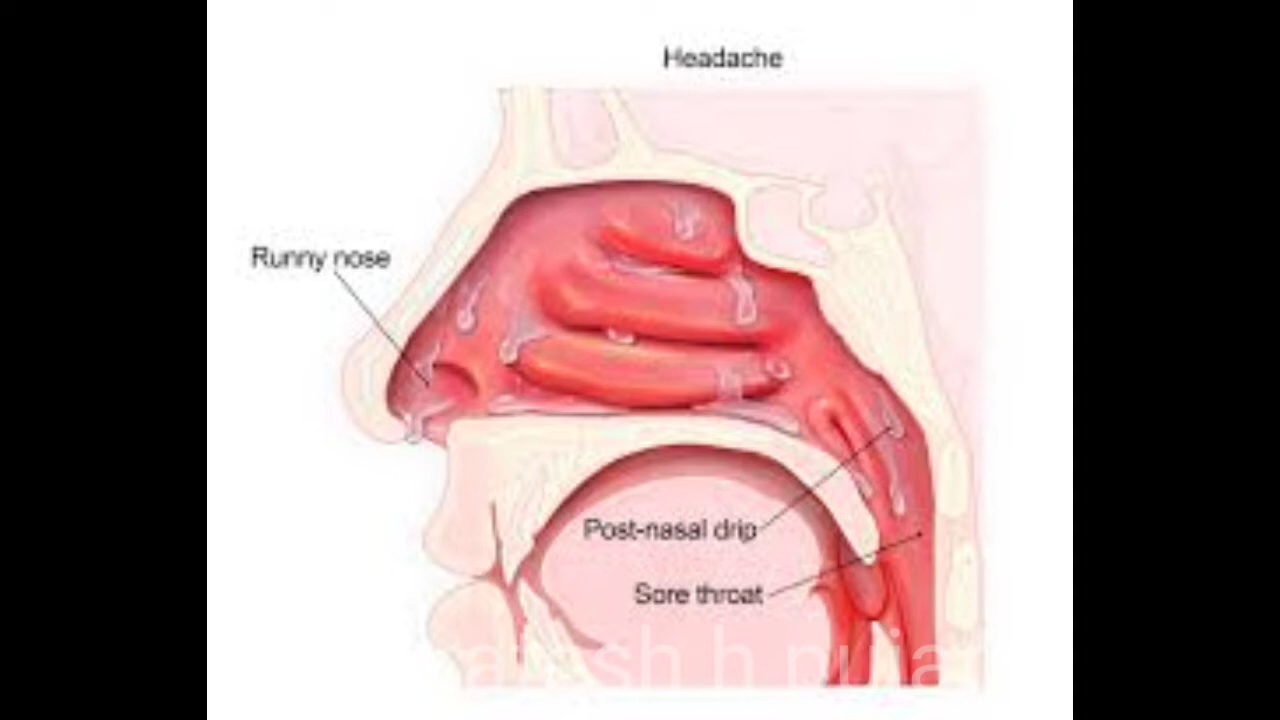 Headache
Runny nose
Post-nasal drip
Sore throat